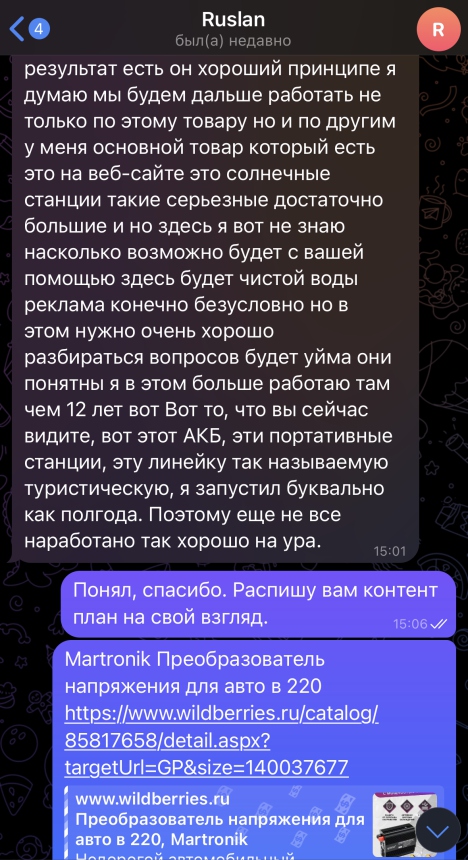 4
Ruslan
был(а) недавно
R
результат есть он хороший принципе я
думаю мы будем дальше работать не
только по этому товару но и по другим
у меня основной товар который есть
это на веб-сайте это солнечные
станции такие серьезные достаточно
большие и но здесь я вот не знаю
насколько возможно будет с вашей
помощью здесь будет чистой воды
реклама конечно безусловно но в
этом нужно очень хорошо
разбираться вопросов будет уйма они
понятны я в этом больше работаю там
чем 12 лет вот Вот то, что вы сейчас
видите, вот этот АКБ, эти портативные
станции, эту линейку так называемую
туристическую, я запустил буквально
как полгода. Поэтому еще не все
наработано так хорошо на ура.
15:01
Понял, спасибо. Распишу вам контент
план на свой взгляд.
15:06
Martronik Преобразователь
напряжения для авто в 220
https://www.wildberries.ru/catalog/
85817658/detail.aspx?
targetUrl=GP&size=140037677
www.wildberries.ru
Преобразователь напряжения для
авто в 220, Martronik
Недорогой автомобильный